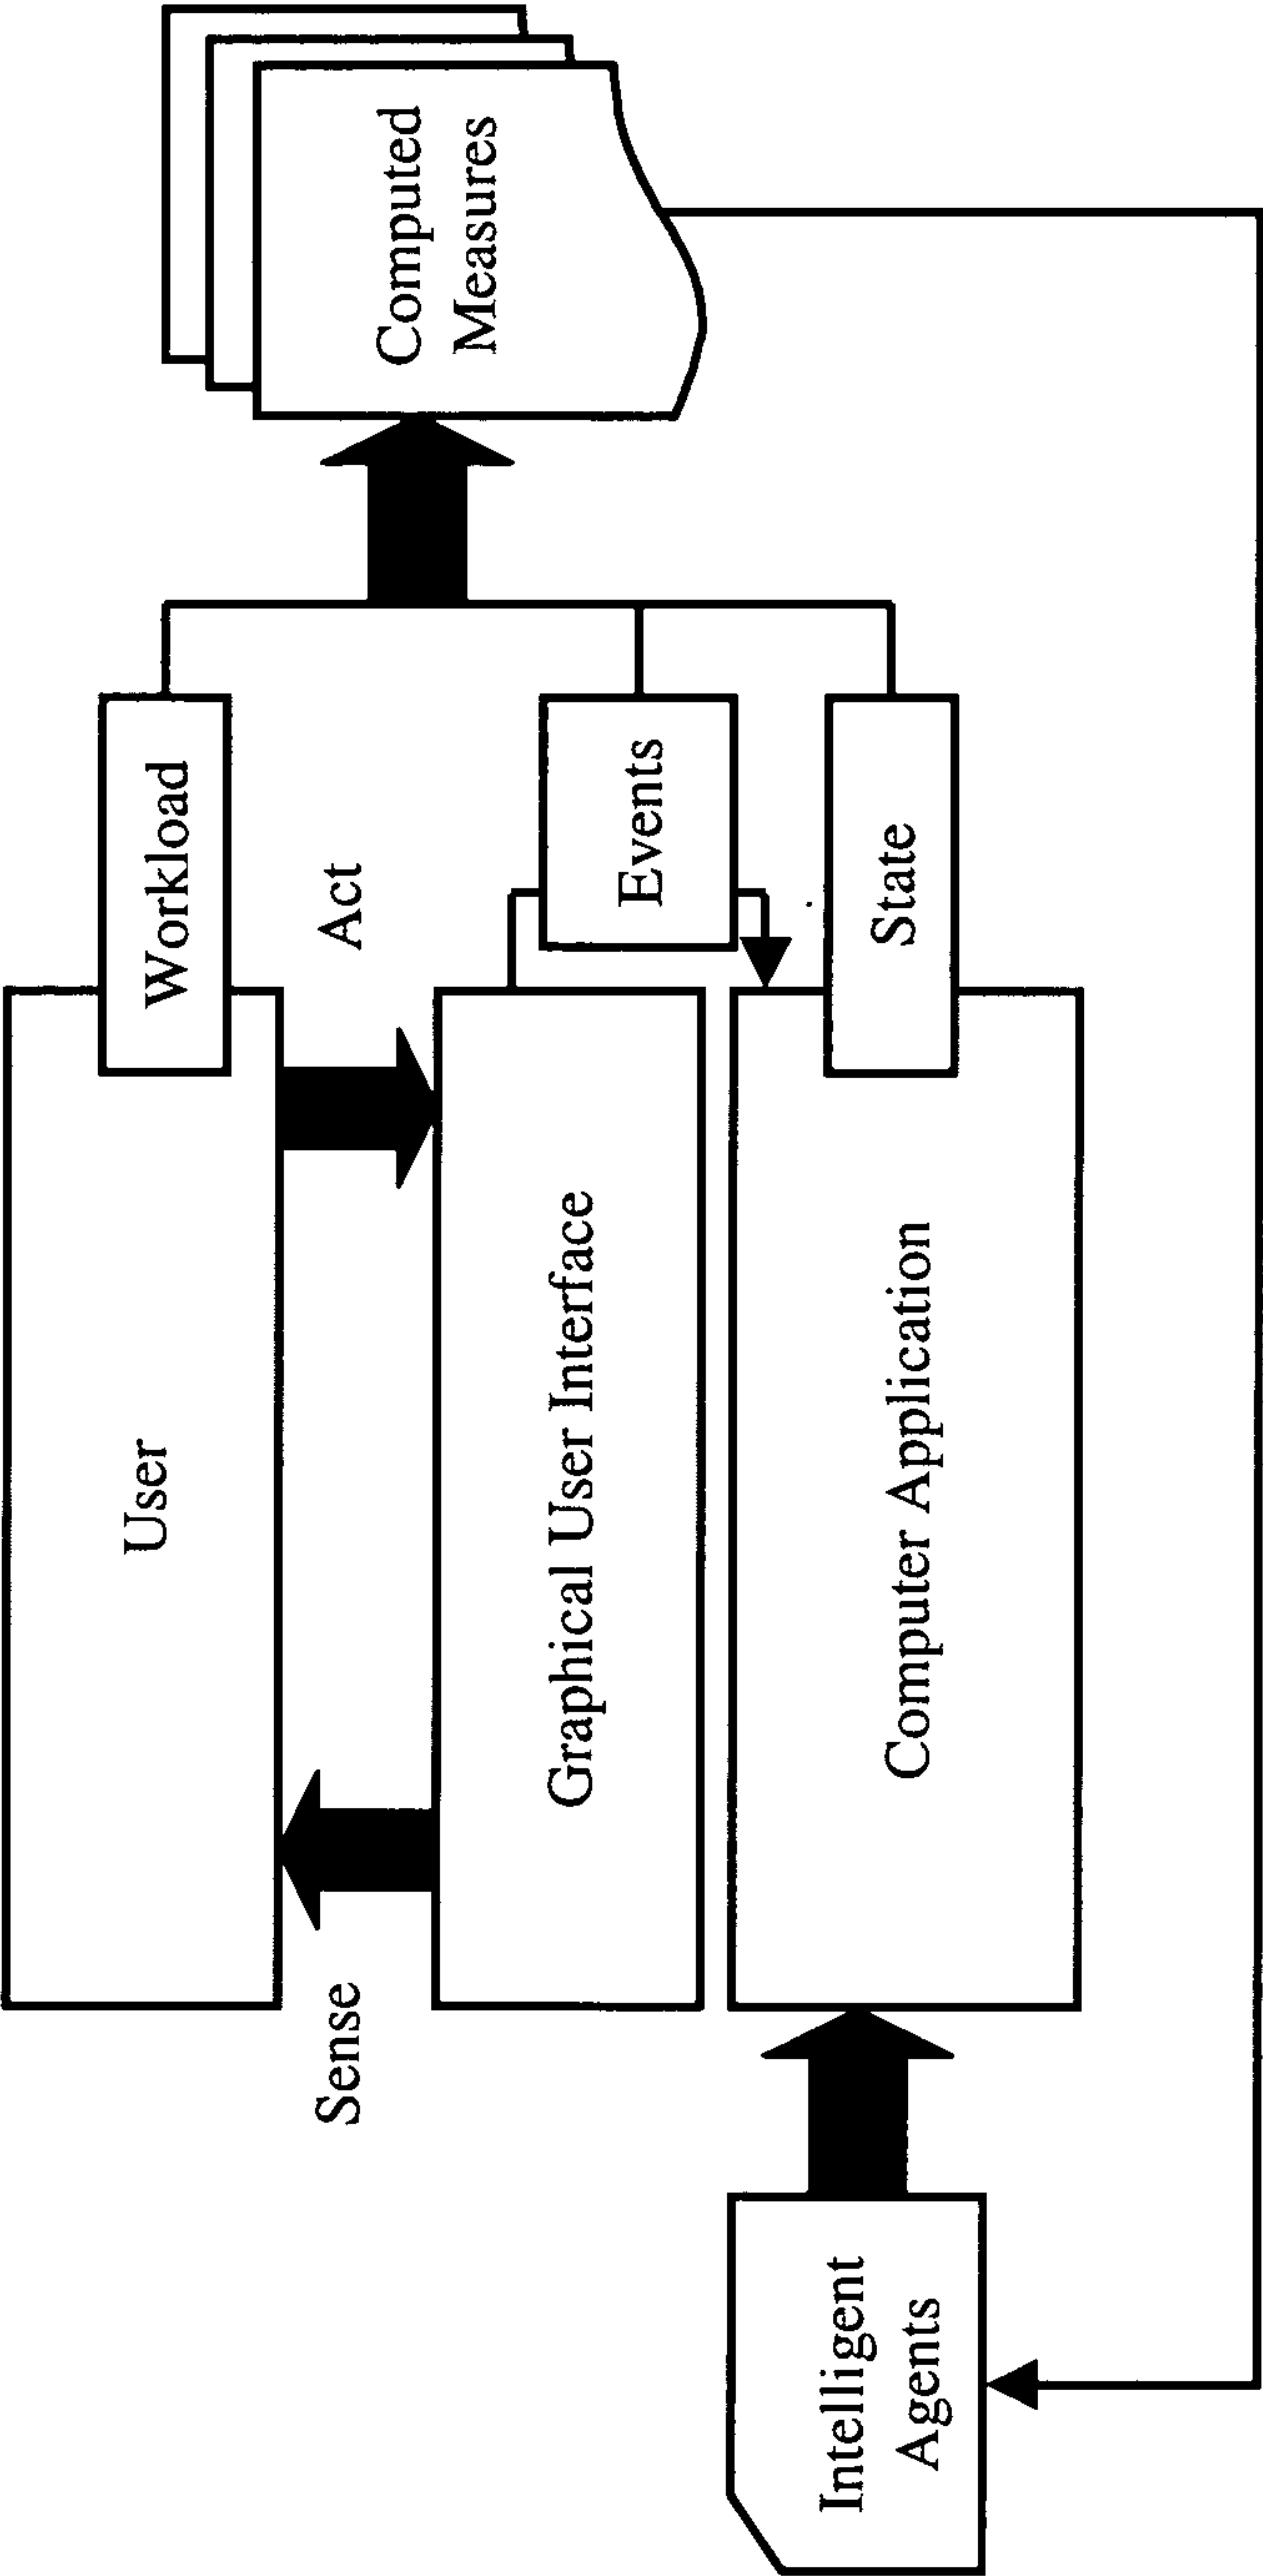 User
Workload
Sense
Act
Graphical User Interface
Events
Computer Application
State
Intelligent
Agents
Computed
Measures